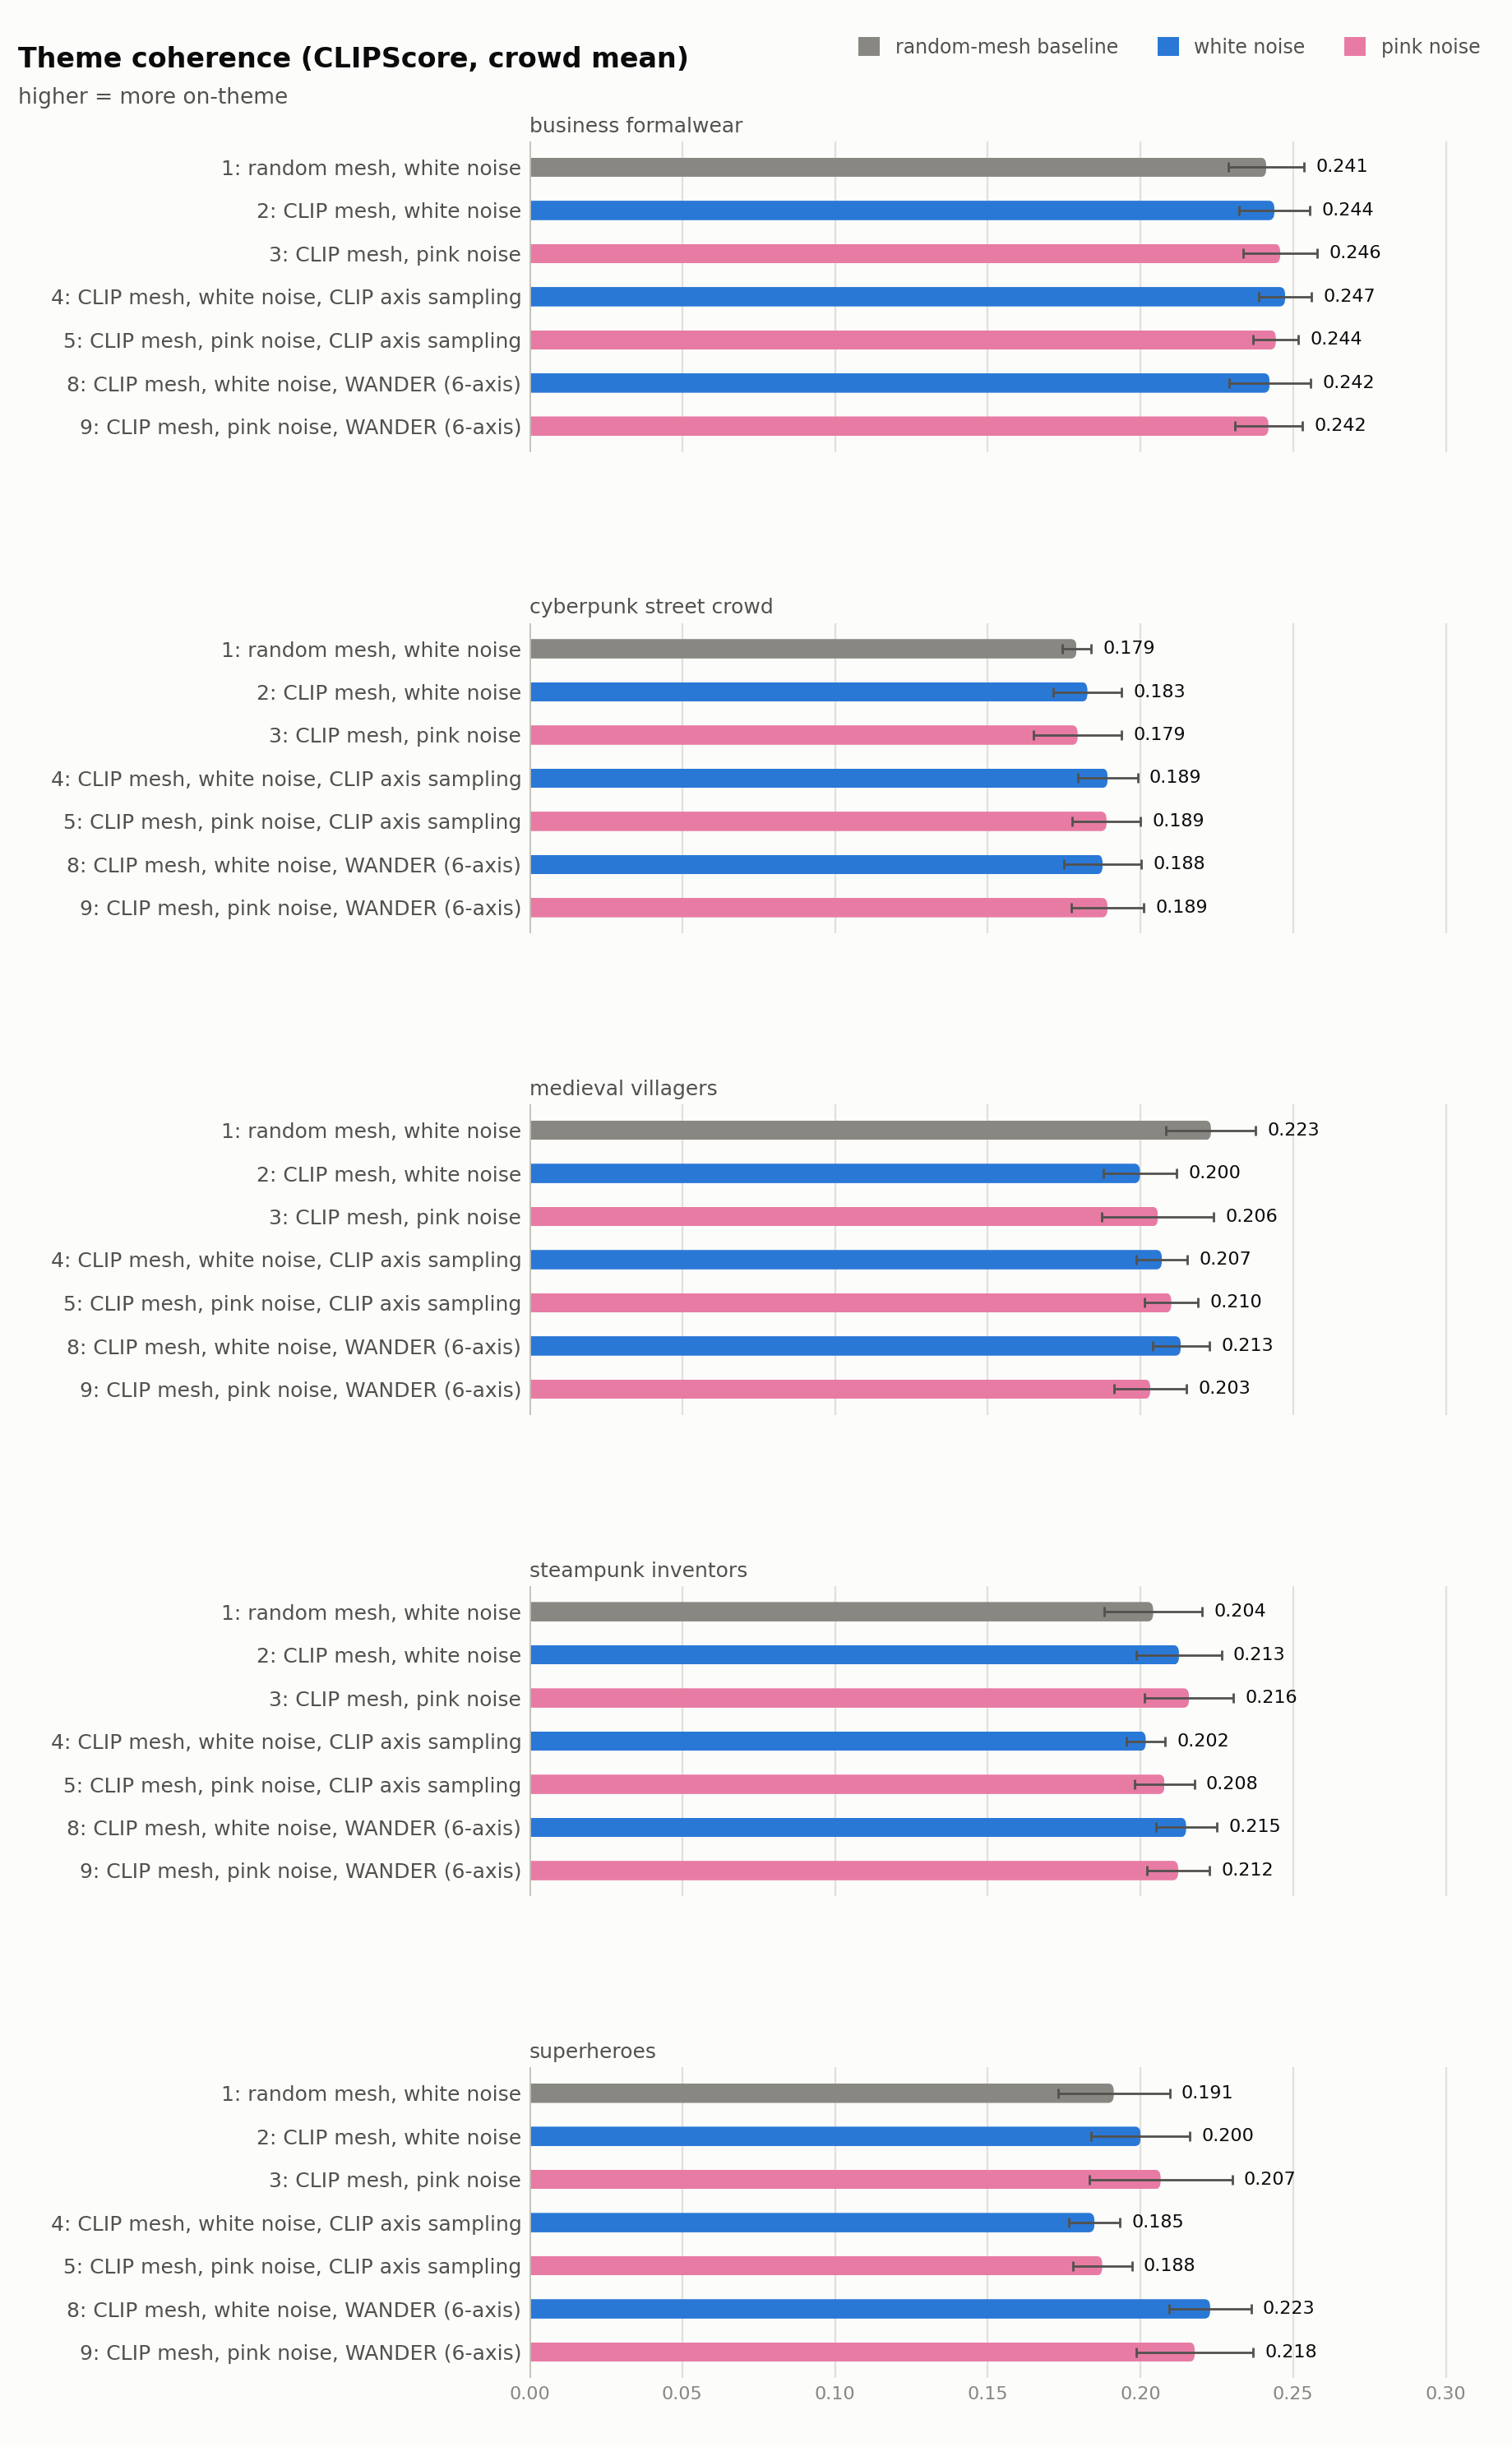 Theme coherence (CLIPScore, crowd mean)
higher = more on-theme
random-mesh baseline
white noise
pink noise
business formalwear
1: random mesh, white noise 0.241
2: CLIP mesh, white noise 0.244
3: CLIP mesh, pink noise 0.246
4: CLIP mesh, white noise, CLIP axis sampling 0.247
5: CLIP mesh, pink noise, CLIP axis sampling 0.244
8: CLIP mesh, white noise, WANDER (6-axis) 0.242
9: CLIP mesh, pink noise, WANDER (6-axis) 0.242
cyberpunk street crowd
1: random mesh, white noise 0.179
2: CLIP mesh, white noise 0.183
3: CLIP mesh, pink noise 0.179
4: CLIP mesh, white noise, CLIP axis sampling 0.189
5: CLIP mesh, pink noise, CLIP axis sampling 0.189
8: CLIP mesh, white noise, WANDER (6-axis) 0.188
9: CLIP mesh, pink noise, WANDER (6-axis) 0.189
medieval villagers
1: random mesh, white noise 0.223
2: CLIP mesh, white noise 0.200
3: CLIP mesh, pink noise 0.206
4: CLIP mesh, white noise, CLIP axis sampling 0.207
5: CLIP mesh, pink noise, CLIP axis sampling 0.210
8: CLIP mesh, white noise, WANDER (6-axis) 0.213
9: CLIP mesh, pink noise, WANDER (6-axis) 0.203
steampunk inventors
1: random mesh, white noise 0.204
2: CLIP mesh, white noise 0.213
3: CLIP mesh, pink noise 0.216
4: CLIP mesh, white noise, CLIP axis sampling 0.202
5: CLIP mesh, pink noise, CLIP axis sampling 0.208
8: CLIP mesh, white noise, WANDER (6-axis) 0.215
9: CLIP mesh, pink noise, WANDER (6-axis) 0.212
superheroes
1: random mesh, white noise 0.191
2: CLIP mesh, white noise 0.200
3: CLIP mesh, pink noise 0.207
4: CLIP mesh, white noise, CLIP axis sampling 0.185
5: CLIP mesh, pink noise, CLIP axis sampling 0.188
8: CLIP mesh, white noise, WANDER (6-axis) 0.223
9: CLIP mesh, pink noise, WANDER (6-axis) 0.218
0.00 0.05 0.10 0.15 0.20 0.25 0.30